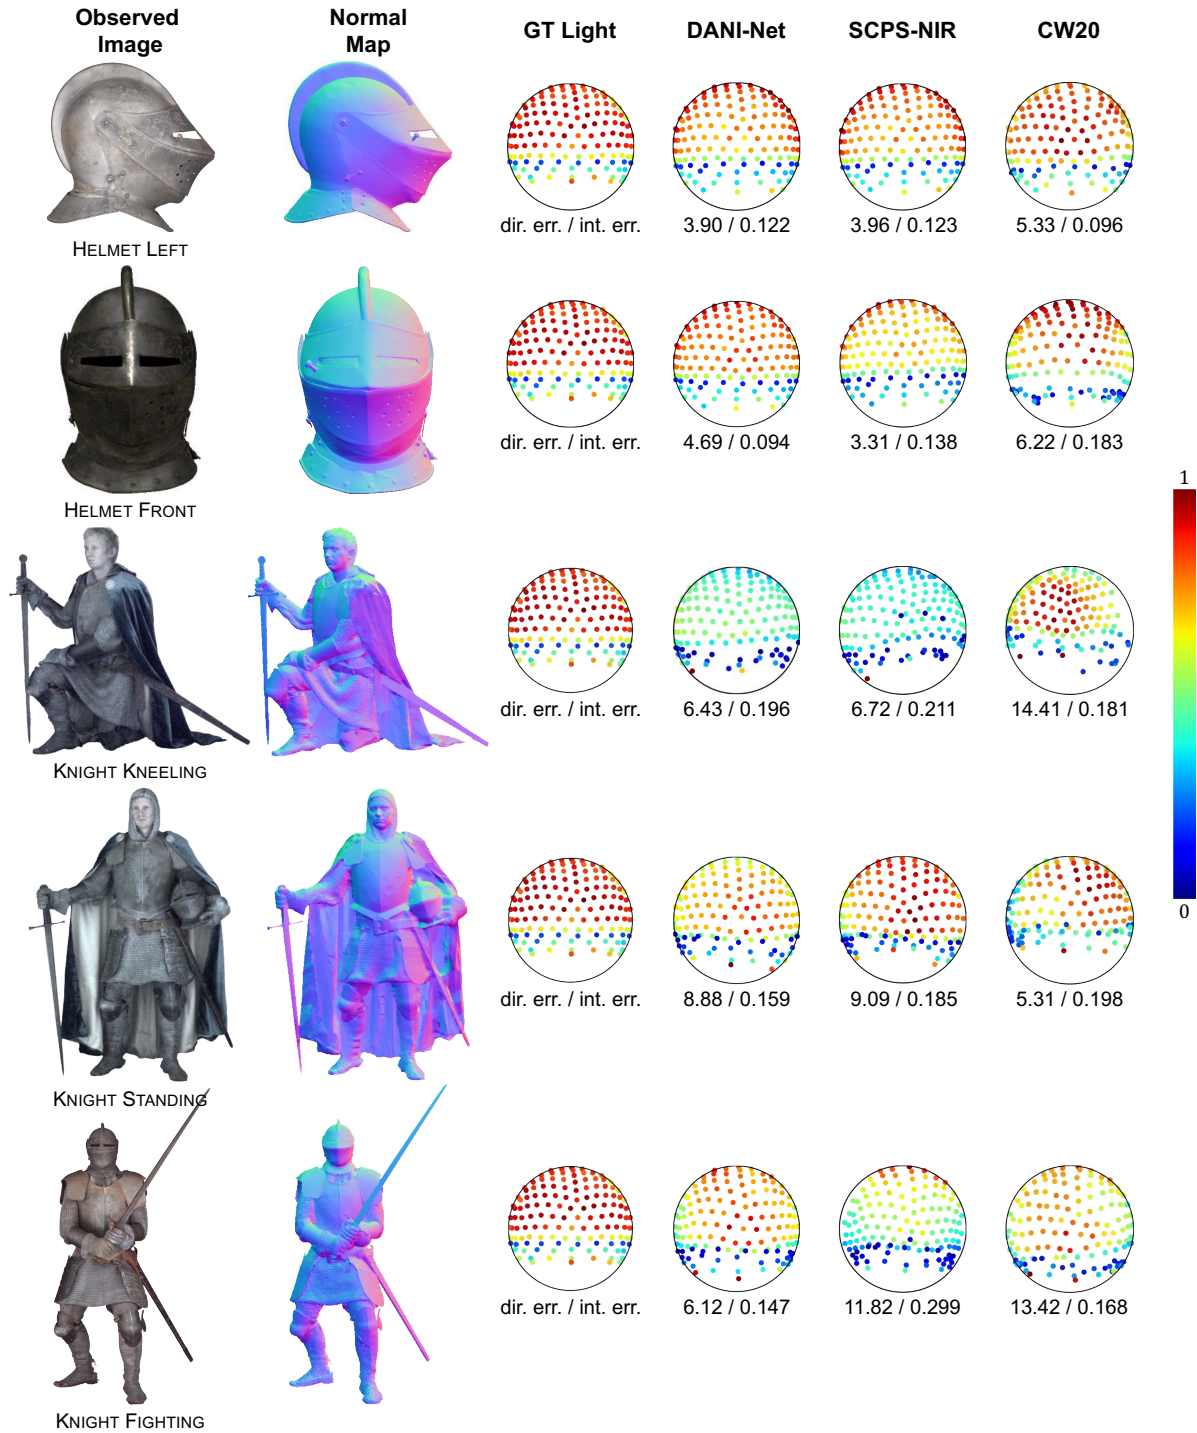 Observed Image
Normal Map
GT Light
DANI-Net
SCPS-NIR
CW20
dir. err. / int. err.
3.90 / 0.122
3.96 / 0.123
5.33 / 0.096
HELMET LEFT
dir. err. / int. err.
4.69 / 0.094
3.31 / 0.138
6.22 / 0.183
HELMET FRONT
1
dir. err. / int. err.
6.43 / 0.196
6.72 / 0.211
14.41 / 0.181
KNIGHT KNEELING
0
dir. err. / int. err.
8.88 / 0.159
9.09 / 0.185
5.31 / 0.198
KNIGHT STANDING
dir. err. / int. err.
6.12 / 0.147
11.82 / 0.299
13.42 / 0.168
KNIGHT FIGHTING